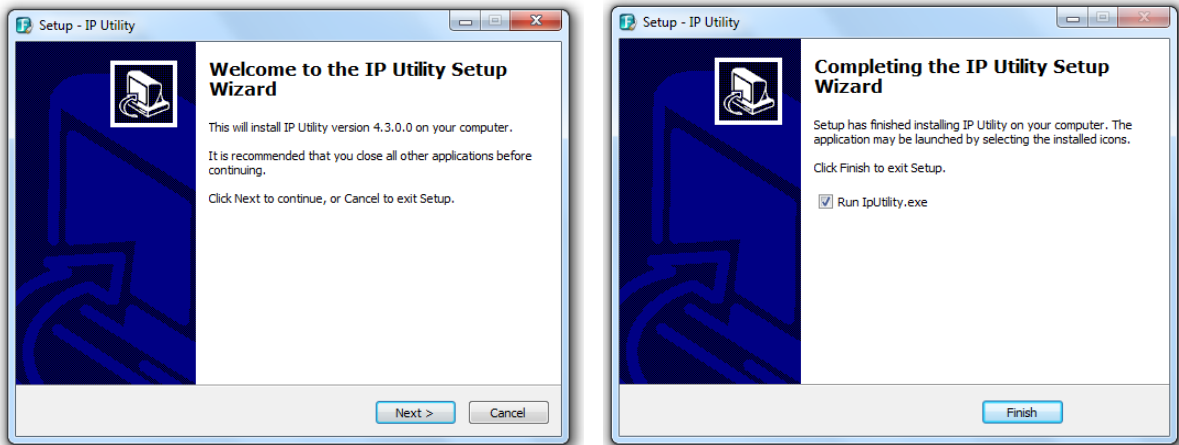 Setup - IP Utility
Welcome to the IP Utility Setup
Wizard
This will install IP Utility version 4.3.0.0 on your computer.
It is recommended that you close all other applications before
continuing.
Click Next to continue, or Cancel to exit Setup.
Next >
Cancel
Setup - IP Utility
Completing the IP Utility Setup
Wizard
Setup has finished installing IP Utility on your computer. The
application may be launched by selecting the installed icons.
Click Finish to exit Setup.
Run IpUtility.exe
Finish